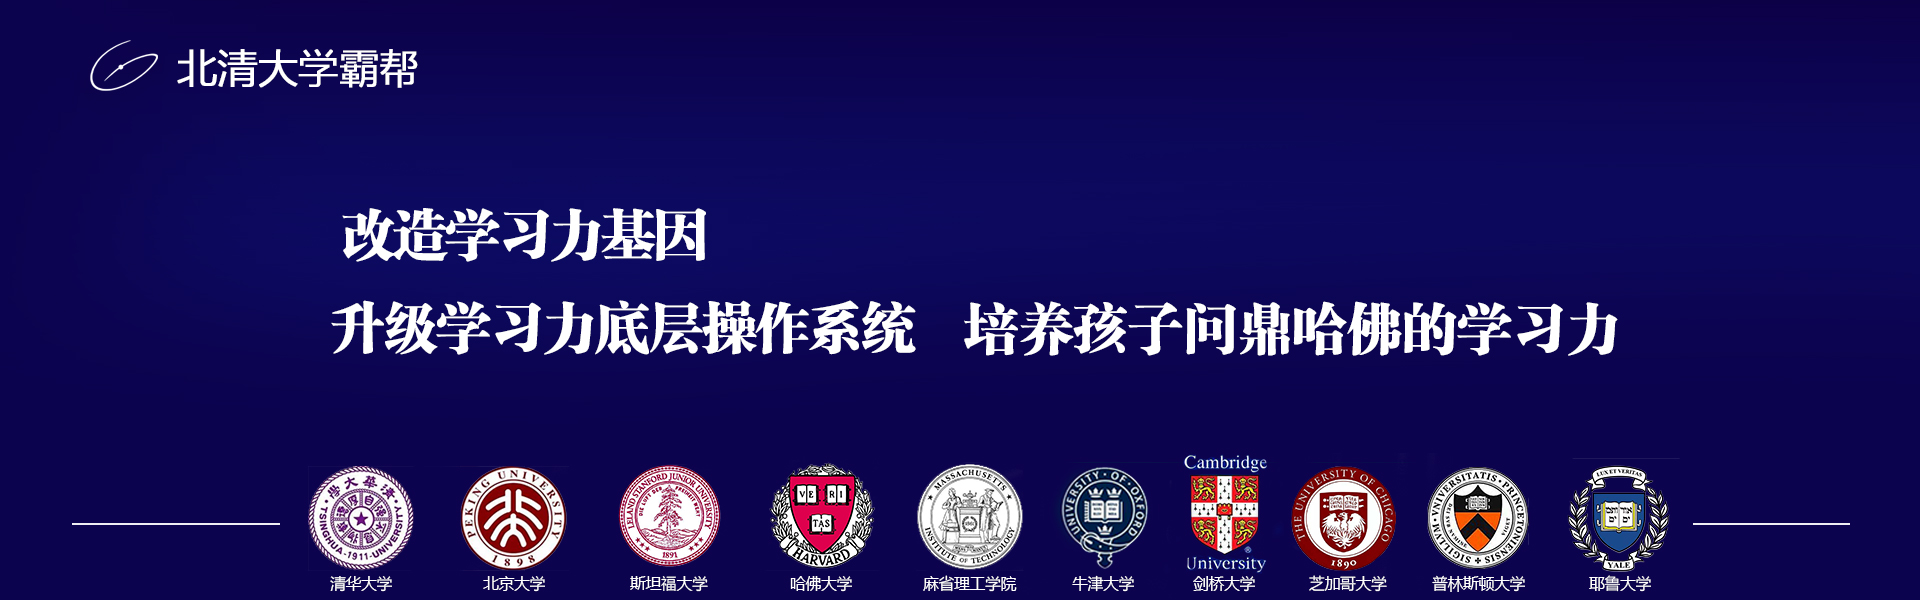 北清大学霸帮
改造学习力基因
升级学习力底层操作系统 培养孩子问鼎哈佛的学习力
學大華清
TSINGHUA-1911-UNIVERSITY
PEKING UNIVERSITY
1898
LELAND STANFORD JUNIOR UNIVERSITY
1891
VE RI
TAS
HARVARD
MASSACHUSETTS
INSTITUTE OF TECHNOLOGY
UNIVERSITY OF OXFORD
Cambridge
University
THE UNIVERSITY OF CHICAGO
1890
SIGILLVM VNIVERSITATIS PRINCETONIENSIS
LUX ET VERITAS
YALE
清华大学 北京大学 斯坦福大学 哈佛大学 麻省理工学院 牛津大学 剑桥大学 芝加哥大学 普林斯顿大学 耶鲁大学